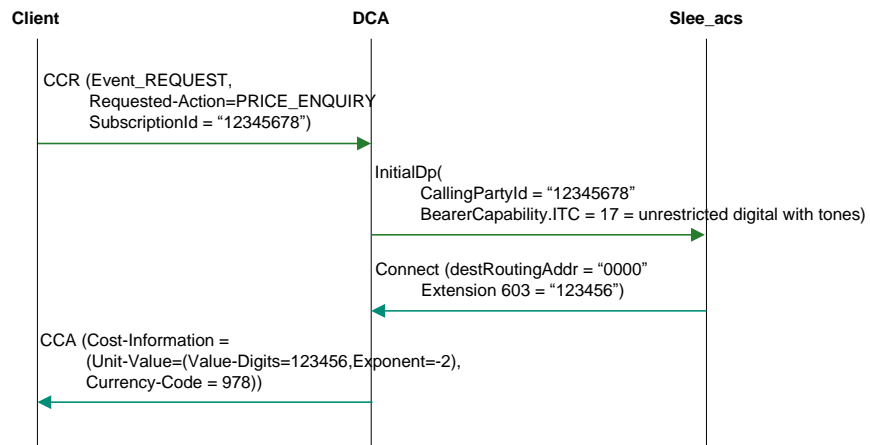 Client
DCA
Slee_acs
CCR (Event_REQUEST,
Requested-Action=PRICE_ENQUIRY
SubscriptionId = “12345678”)
InitialDp(
CallingPartyId = “12345678”
BearerCapability.ITC = 17 = unrestricted digital with tones)
Connect (destRoutingAddr = “0000”
Extension 603 = “123456”)
CCA (Cost-Information =
(Unit-Value=(Value-Digits=123456,Exponent=-2),
Currency-Code = 978))